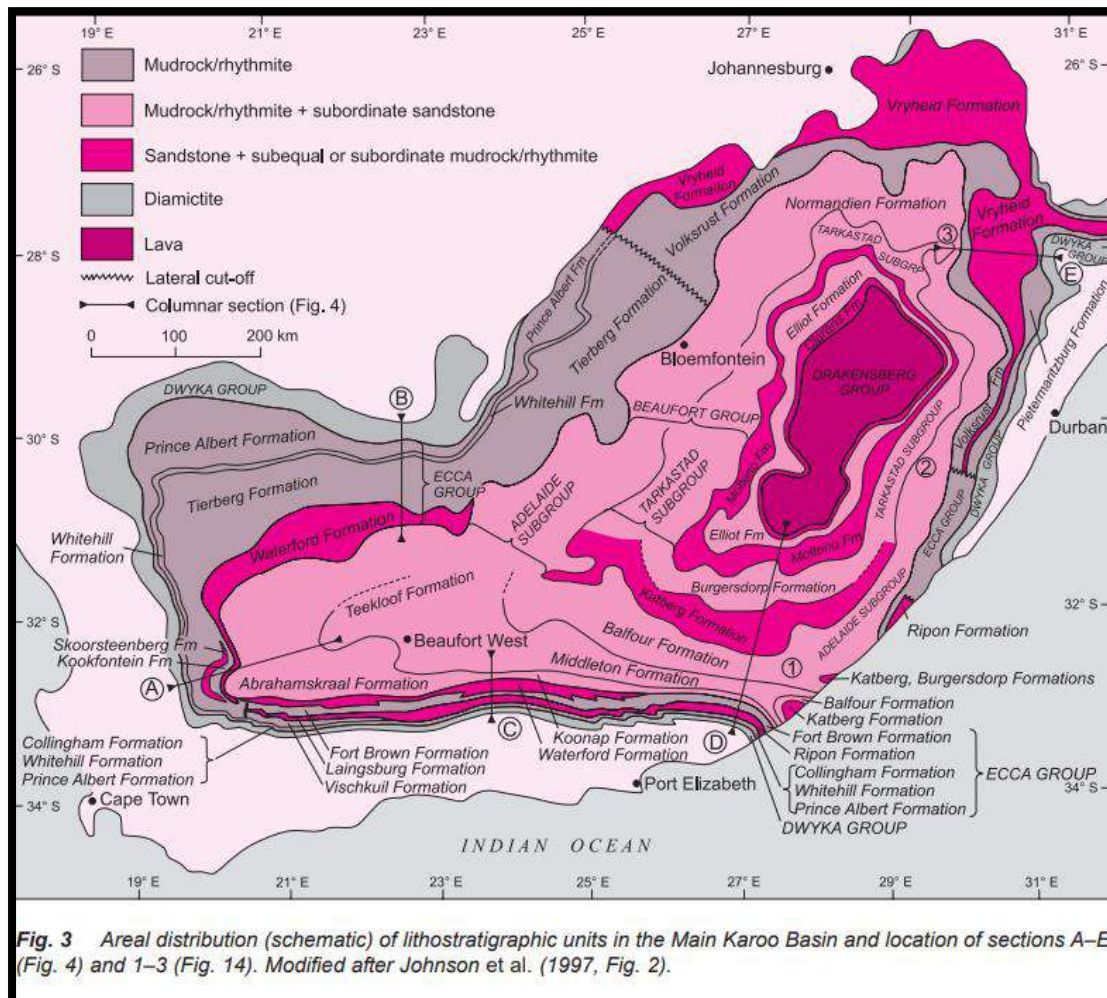 19° E
21° E
23° E
25° E
27° E
29° E
31° E
26° S
28° S
30° S
32° S
34° S
Mudrock/rhythmite
Mudrock/rhythmite + subordinate sandstone
Sandstone + subequal or subordinate mudrock/rhythmite
Diamictite
Lava
Lateral cut-off
Columnar section (Fig. 4)
0 100 200 km
Johannesburg
26° S
Vryheid Formation
Vryheid
Formation
Volksrust Formation
Normandien Formation
Vryheid
Formation
TARKASTAD
SUBGRP
3
DWYKA
GROUP
E
Prince Albert Fm
Tierberg Formation
Elliot Formation
Clarens Fm
Bloemfontein
DRAKENSBERG
GROUP
Pietermaritzburg Formation
DWYKA GROUP
B
Whitehill Fm
BEAUFORT GROUP
Volksrust Fm
Durban
Prince Albert Formation
ECCA
GROUP
Tierberg Formation
ADELAIDE
SUBGROUP
TARKASTAD
SUBGROUP
Molteno Fm
TARKASTAD SUBGROUP
2
DWYKA GROUP
ECCA GROUP
Whitehill
Formation
Waterford Formation
Elliot Fm
Molteno Fm
Burgersdorp Formation
Teekloof Formation
Katberg Formation
32° S
Skoorsteenberg Fm
Kookfontein Fm
Beaufort West
Balfour Formation
ADELAIDE SUBGROUP
Ripon Formation
A
Abrahamskraal Formation
Middleton Formation
1
Katberg, Burgersdorp Formations
Balfour Formation
Katberg Formation
Collingham Formation
Whitehill Formation
Prince Albert Formation
Fort Brown Formation
Laingsburg Formation
Vischkuil Formation
C
Koonap Formation
Waterford Formation
D
Fort Brown Formation
Ripon Formation
Collingham Formation
Whitehill Formation
Prince Albert Formation
ECCA GROUP
DWYKA GROUP
34° S
Cape Town
Port Elizabeth
INDIAN OCEAN
19° E
21° E
23° E
25° E
27° E
29° E
31° E
Fig. 3 Areal distribution (schematic) of lithostratigraphic units in the Main Karoo Basin and location of sections A–E
(Fig. 4) and 1–3 (Fig. 14). Modified after Johnson et al. (1997, Fig. 2).